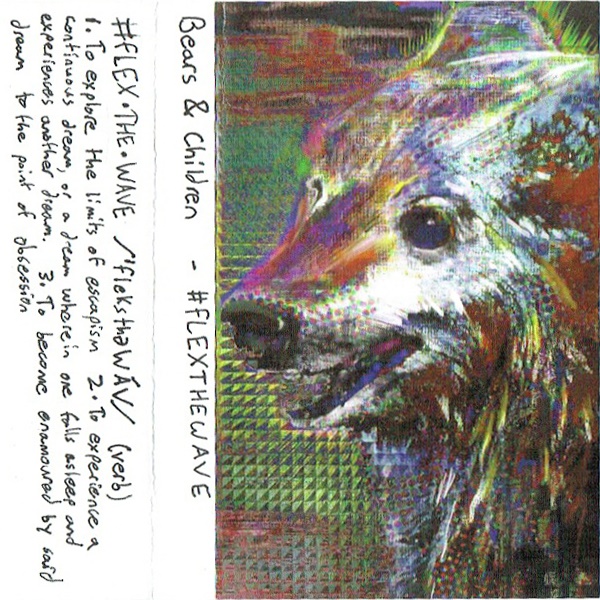 Bears & Children - #FLEXTHEWAVE
#FLEX•THE•WAVE /'flɛksthəWĀV/ (verb)
1. To explore the limits of escapism 2. To experience a
continuous dream, of a dream wherein one falls asleep and
experiences another dream. 3. To become enamoured by said
dream to the point of obsession